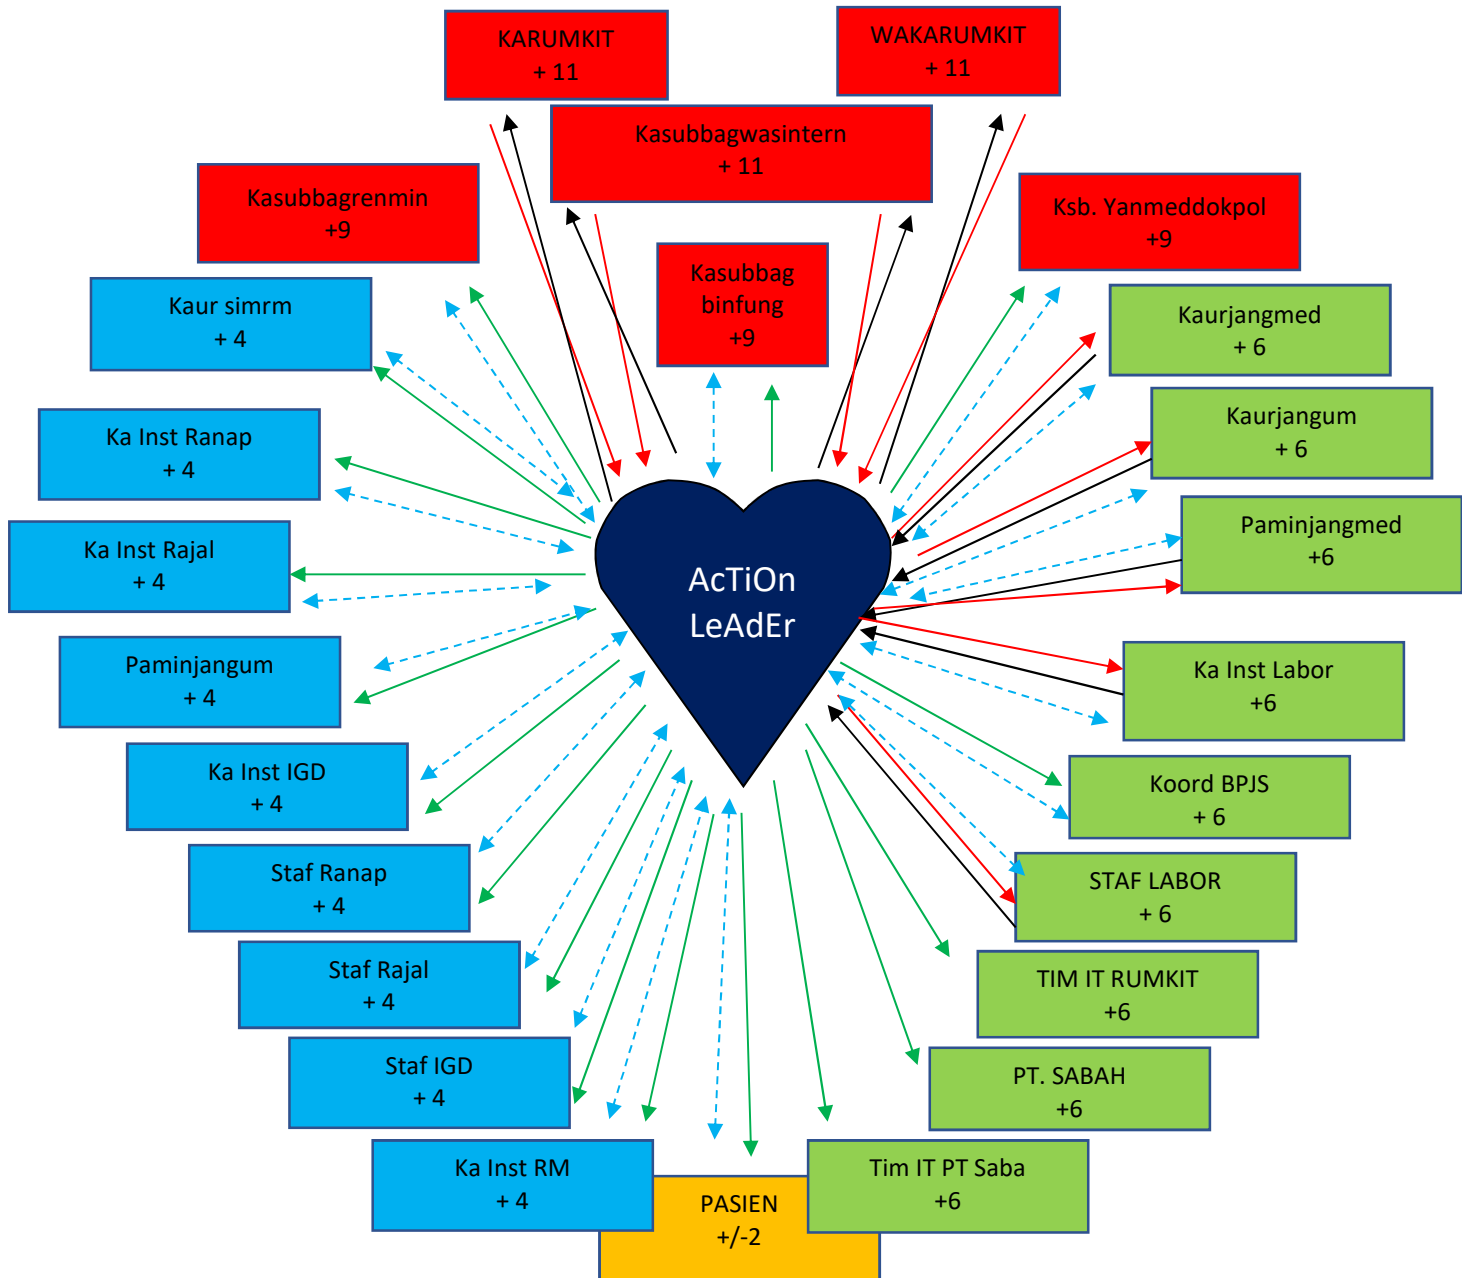 KARUMKIT
+ 11
WAKARUMKIT
+ 11
Kasubbagwasintern
+ 11
Kasubbagrenmin
+9
Ksb. Yanmeddokpol
+9
Kasubbag
binfung
+9
Kaur simrm
+ 4
Kaurjangmed
+ 6
Ka Inst Ranap
+ 4
Kaurjangum
+ 6
Ka Inst Rajal
+ 4
Paminjangmed
+6
AcTiOn
LeAdEr
Paminjangum
+ 4
Ka Inst Labor
+6
Ka Inst IGD
+ 4
Koord BPJS
+ 6
Staf Ranap
+ 4
STAF LABOR
+ 6
Staf Rajal
+ 4
TIM IT RUMKIT
+6
Staf IGD
+ 4
PT. SABAH
+6
Ka Inst RM
+ 4
PASIEN
+/-2
Tim IT PT Saba
+6